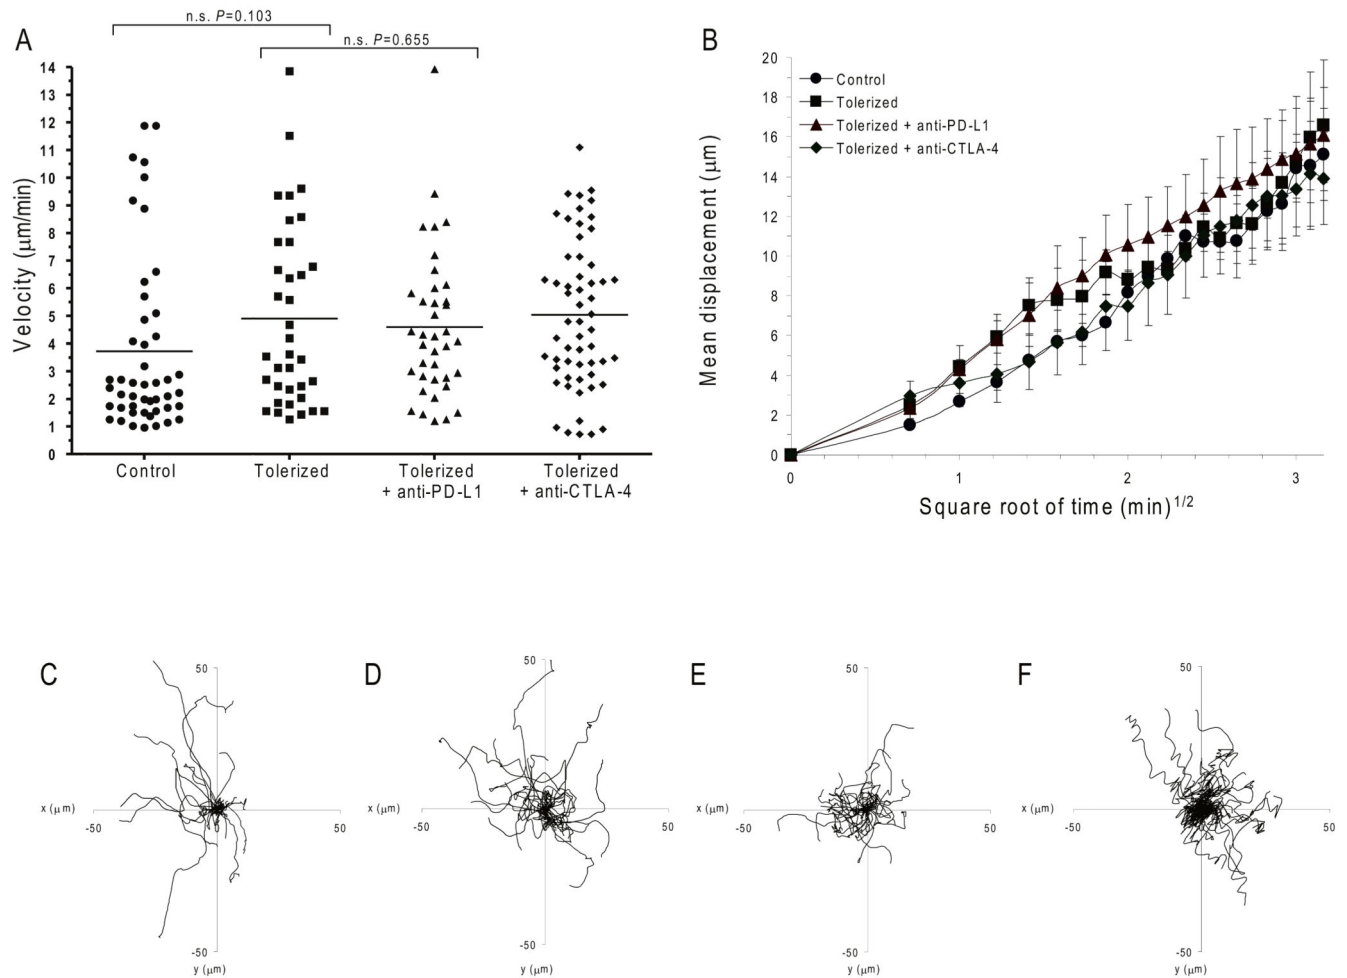 A
n.s. P=0.103
n.s. P=0.655
Velocity (μm/min)
14
13
12
11
10
9
8
7
6
5
4
3
2
1
0
Control
Tolerized
Tolerized
+ anti-PD-L1
Tolerized
+ anti-CTLA-4
B
Mean displacement (μm)
20
18
16
14
12
10
8
6
4
2
0
Control
Tolerized
Tolerized + anti-PD-L1
Tolerized + anti-CTLA-4
0
1
2
3
Square root of time (min)1/2
C
50
x (μm)
-50
50
-50
y (μm)
D
50
x (μm)
-50
50
-50
y (μm)
E
50
x (μm)
-50
50
-50
y (μm)
F
50
x (μm)
-50
50
-50
y (μm)